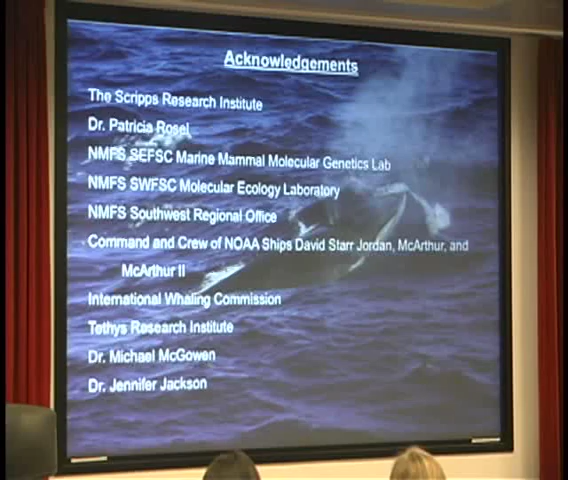 Acknowledgements
The Scripps Research Institute
Dr. Patricia Rosel
NMFS SEFSC Marine Mammal Molecular Genetics Lab
NMFS SWFSC Molecular Ecology Laboratory
NMFS Southwest Regional Office
Command and Crew of NOAA Ships David Starr Jordan, McArthur, and
McArthur II
International Whaling Commission
Tethys Research Institute
Dr. Michael McGowen
Dr. Jennifer Jackson